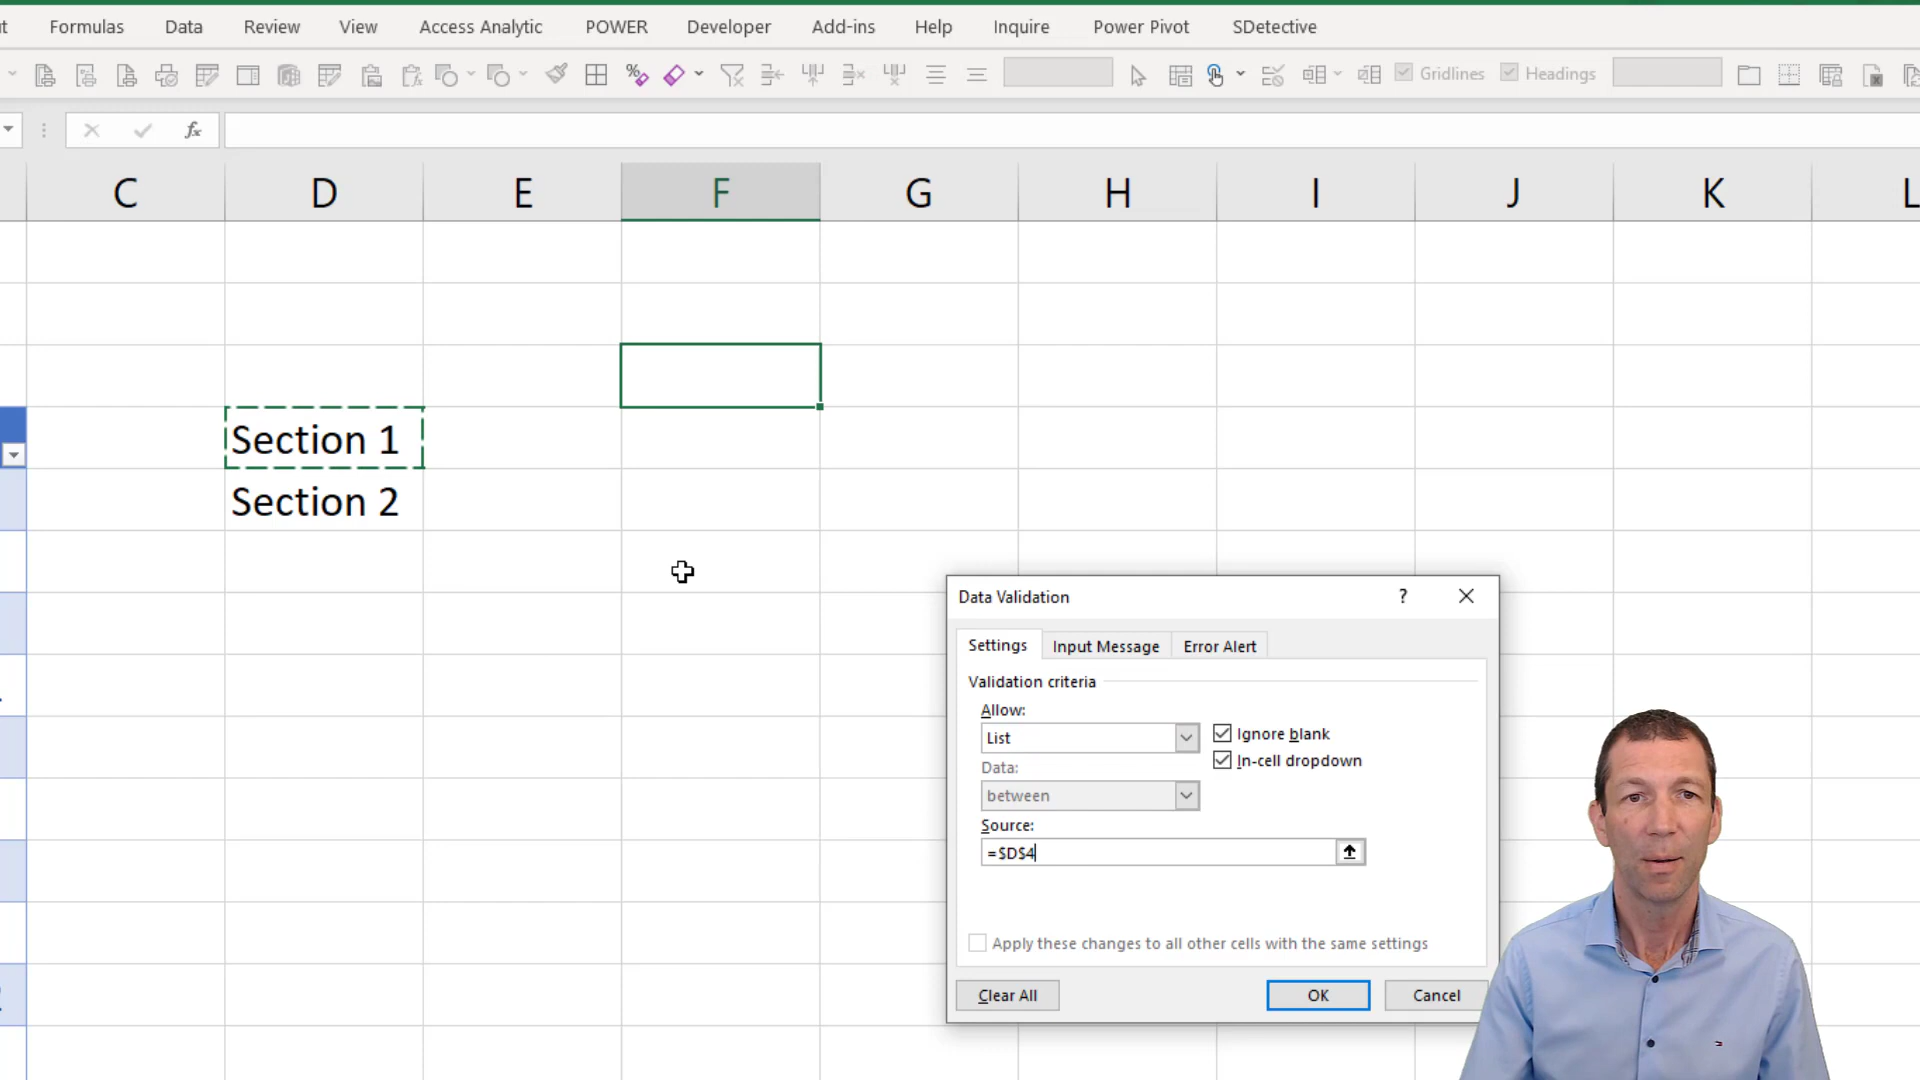 Formulas Data Review View Access Analytic POWER Developer Add-ins Help Inquire Power Pivot SDetective
Gridlines Headings
fx
C D E F G H I J K L
Section 1
Section 2
Data Validation ?
Settings Input Message Error Alert
Validation criteria
Allow:
List Ignore blank
Data: In-cell dropdown
between
Source:
=$D$4
Apply these changes to all other cells with the same settings
Clear All OK Cancel